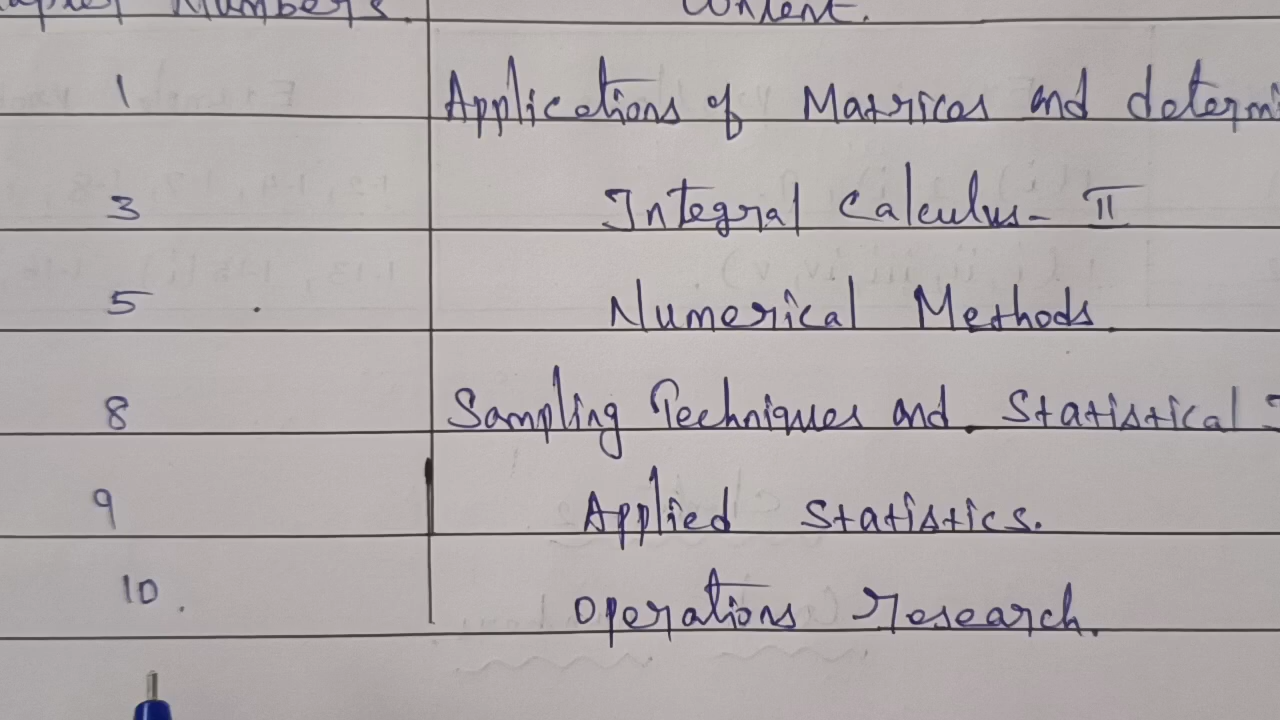 Numbers. Content.
1 Applications of Matrices and determi
3 Integral Calculus- II
5 Numerical Methods.
8 Sampling Techniques and Statistical
9 Applied Statistics.
10. Operations research.